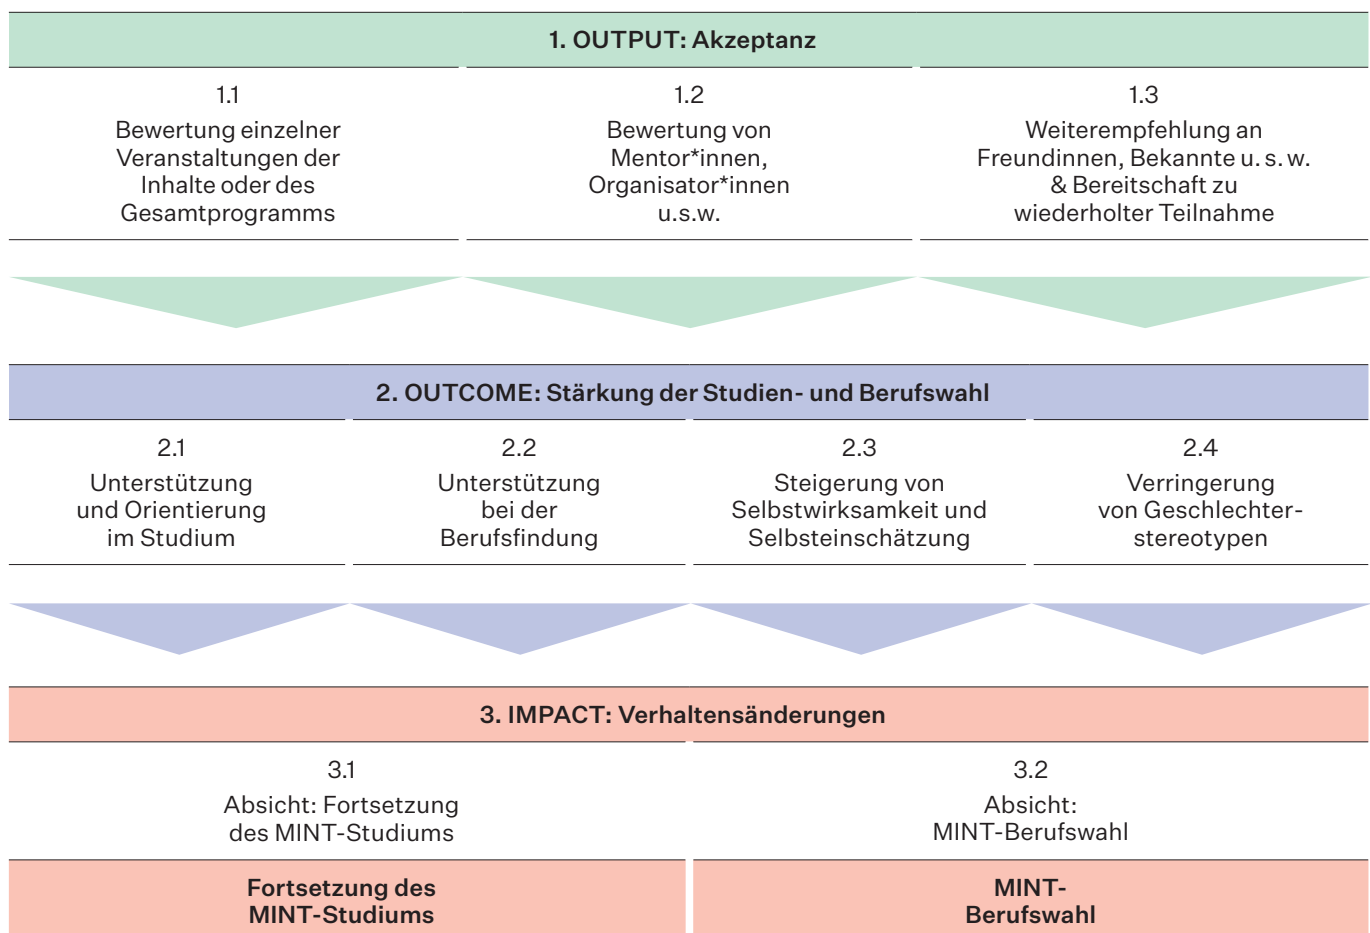 1. OUTPUT: Akzeptanz
1.1
Bewertung einzelner
Veranstaltungen der
Inhalte oder des
Gesamtprogramms
1.2
Bewertung von
Mentor*innen,
Organisator*innen
u.s.w.
1.3
Weiterempfehlung an
Freundinnen, Bekannte u. s. w.
& Bereitschaft zu
wiederholter Teilnahme
2. OUTCOME: Stärkung der Studien- und Berufswahl
2.1
Unterstützung
und Orientierung
im Studium
2.2
Unterstützung
bei der
Berufsfindung
2.3
Steigerung von
Selbstwirksamkeit und
Selbsteinschätzung
2.4
Verringerung
von Geschlechter-
stereotypen
3. IMPACT: Verhaltensänderungen
3.1
Absicht: Fortsetzung
des MINT-Studiums
3.2
Absicht:
MINT-Berufswahl
Fortsetzung des
MINT-Studiums
MINT-
Berufswahl